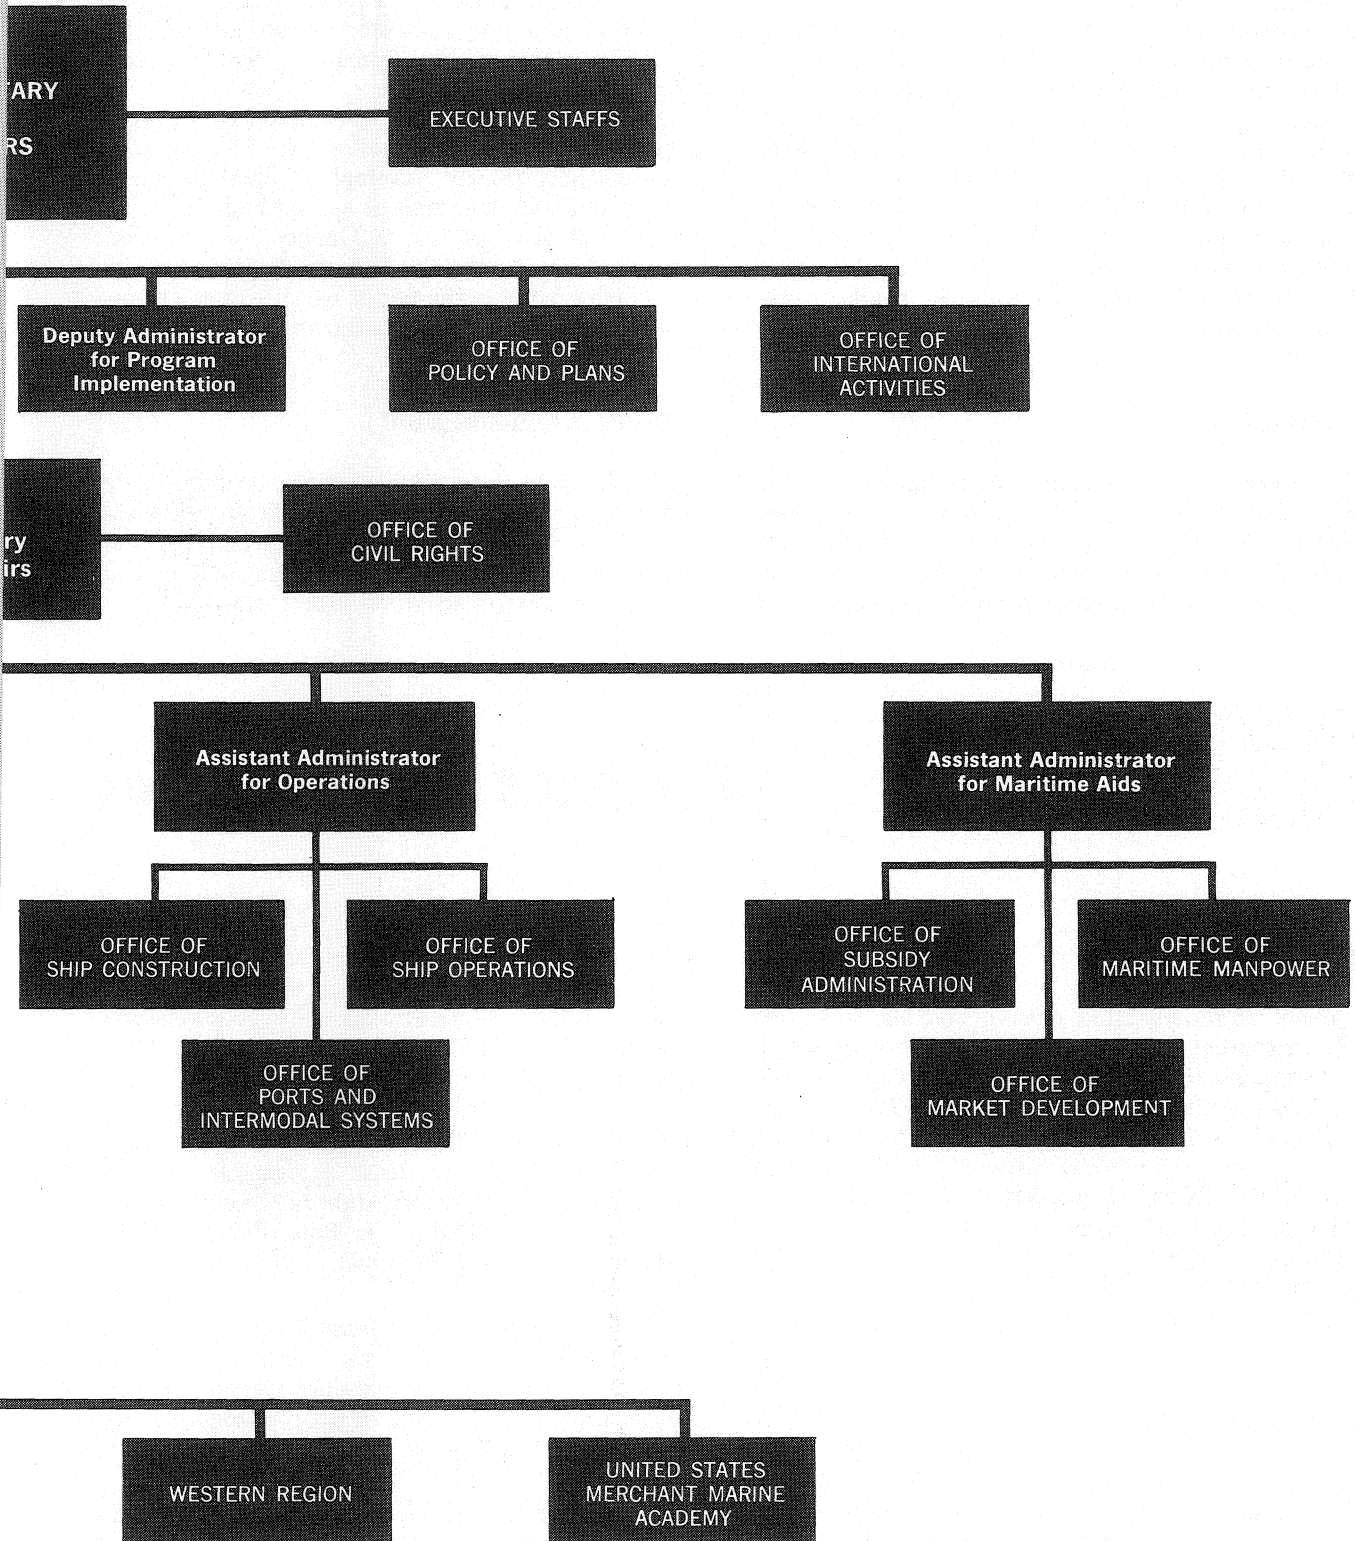 TARY
RS
EXECUTIVE STAFFS
Deputy Administrator
for Program
Implementation
OFFICE OF
POLICY AND PLANS
OFFICE OF
INTERNATIONAL
ACTIVITIES
ry
irs
OFFICE OF
CIVIL RIGHTS
Assistant Administrator
for Operations
Assistant Administrator
for Maritime Aids
OFFICE OF
SHIP CONSTRUCTION
OFFICE OF
SHIP OPERATIONS
OFFICE OF
PORTS AND
INTERMODAL SYSTEMS
OFFICE OF
SUBSIDY
ADMINISTRATION
OFFICE OF
MARITIME MANPOWER
OFFICE OF
MARKET DEVELOPMENT
WESTERN REGION
UNITED STATES
MERCHANT MARINE
ACADEMY